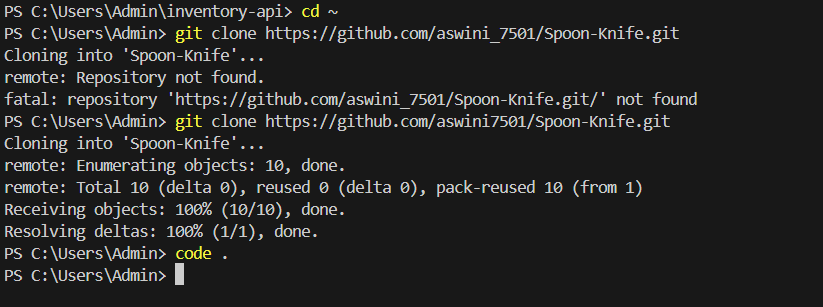 PS C:\Users\Admin\inventory-api> cd ~
PS C:\Users\Admin> git clone https://github.com/aswini_7501/Spoon-Knife.git
Cloning into 'Spoon-Knife'...
remote: Repository not found.
fatal: repository 'https://github.com/aswini_7501/Spoon-Knife.git/' not found
PS C:\Users\Admin> git clone https://github.com/aswini7501/Spoon-Knife.git
Cloning into 'Spoon-Knife'...
remote: Enumerating objects: 10, done.
remote: Total 10 (delta 0), reused 0 (delta 0), pack-reused 10 (from 1)
Receiving objects: 100% (10/10), done.
Resolving deltas: 100% (1/1), done.
PS C:\Users\Admin> code .
PS C:\Users\Admin>